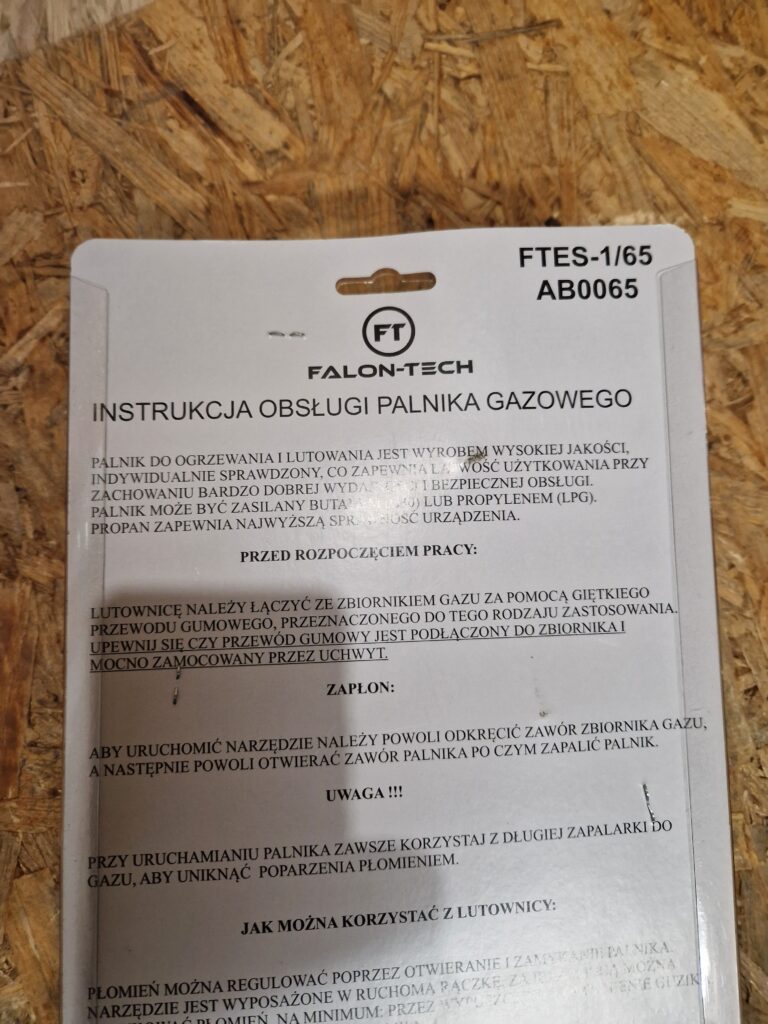 FTES-1/65
AB0065
FT
FALON-TECH
INSTRUKCJA OBSŁUGI PALNIKA GAZOWEGO
PALNIK DO OGRZEWANIA I LUTOWANIA JEST WYROBEM WYSOKIEJ JAKOŚCI,
INDYWIDUALNIE SPRAWDZONY, CO ZAPEWNIA ŁATWOŚĆ UŻYTKOWANIA PRZY
ZACHOWANIU BARDZO DOBREJ I BEZPIECZNEJ OBSŁUGI.
PALNIK MOŻE BYĆ ZASILANY LUB PROPYLENEM (LPG).
PROPAN ZAPEWNIA NAJWYŻSZĄ URZĄDZENIA.
PRZED ROZPOCZĘCIEM PRACY:
LUTOWNICĘ NALEŻY ŁĄCZYĆ ZE ZBIORNIKIEM GAZU ZA POMOCĄ GIĘTKIEGO
PRZEWODU GUMOWEGO, PRZEZNACZONEGO DO TEGO RODZAJU ZASTOSOWANIA.
UPEWNIJ SIĘ CZY PRZEWÓD GUMOWY JEST PODŁĄCZONY DO ZBIORNIKA I
MOCNO ZAMOCOWANY PRZEZ UCHWYT.
ZAPŁON:
ABY URUCHOMIĆ NARZĘDZIE NALEŻY POWOLI ODKRĘCIĆ ZAWÓR ZBIORNIKA GAZU,
A NASTĘPNIE POWOLI OTWIERAĆ ZAWÓR PALNIKA PO CZYM ZAPALIĆ PALNIK.
UWAGA !!!
PRZY URUCHAMIANIU PALNIKA ZAWSZE KORZYSTAJ Z DŁUGIEJ ZAPALARKI DO
GAZU, ABY UNIKNĄĆ POPARZENIA PŁOMIENIEM.
JAK MOŻNA KORZYSTAĆ Z LUTOWNICY:
PŁOMIEŃ MOŻNA REGULOWAĆ POPRZEZ OTWIERANIE I ZAMYKANIE PALNIKA.
NARZĘDZIE JEST WYPOSAŻONE W RUCHOMĄ RĄCZKĘ. MOŻNA
PŁOMIEŃ NA MINIMUM: PRZEZ